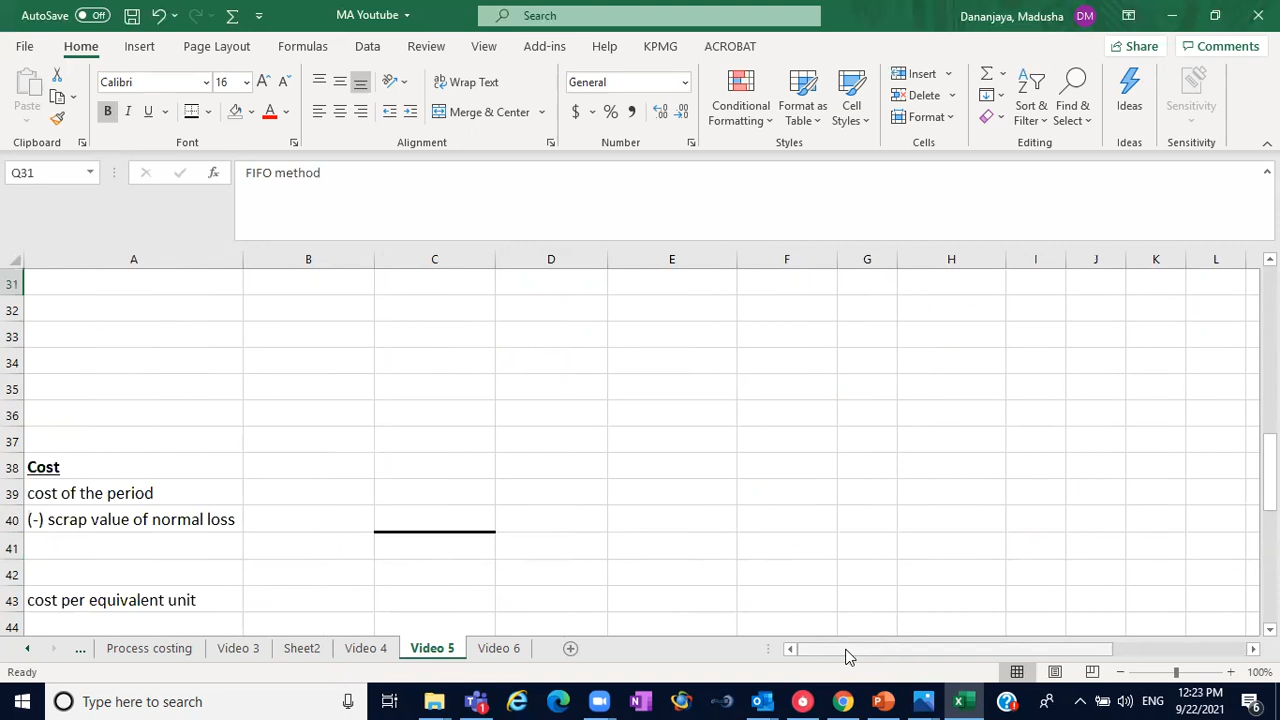 AutoSave Off MA Youtube Search Dananjaya, Madusha DM
File Home Insert Page Layout Formulas Data Review View Add-ins Help KPMG ACROBAT Share Comments
Paste Calibri 16 Wrap Text General Conditional Formatting Format as Table Cell Styles Insert Sort & Filter Find & Select Ideas Sensitivity
B I U A Merge & Center $ % Delete
Format
Clipboard Font Alignment Number Styles Cells Editing Ideas Sensitivity
Q31 fx FIFO method
A B C D E F G H I J K L
31
32
33
34
35
36
37
38 Cost
39 cost of the period
40 (-) scrap value of normal loss
41
42
43 cost per equivalent unit
44
... Process costing Video 3 Sheet2 Video 4 Video 5 Video 6
Ready 100%
Type here to search ENG 12:23 PM
9/22/2021 6